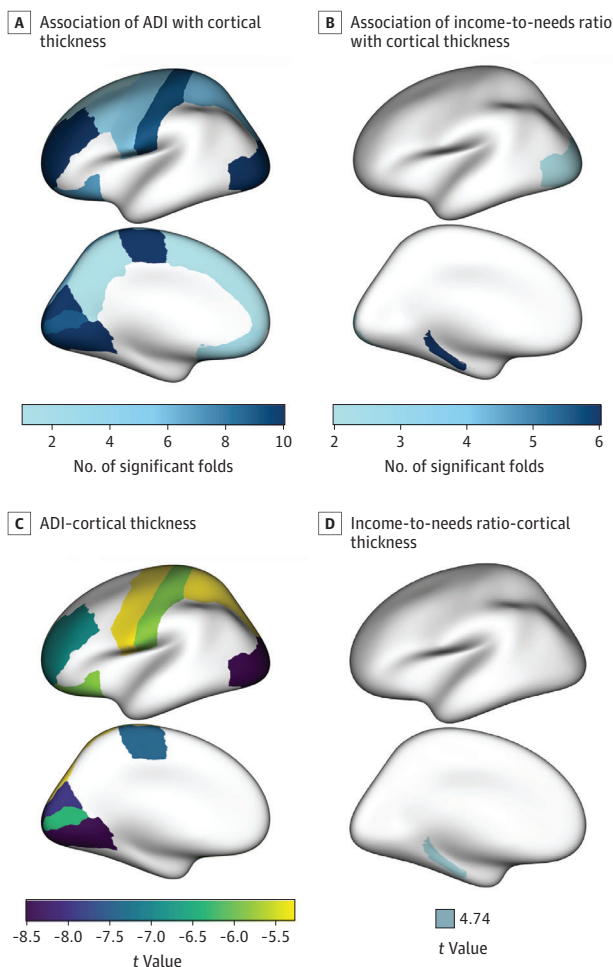 A Association of ADI with cortical
thickness
B Association of income-to-needs ratio
with cortical thickness
2 4 6 8 10
No. of significant folds
2 3 4 5 6
No. of significant folds
C ADI-cortical thickness
D Income-to-needs ratio-cortical
thickness
-8.5 -8.0 -7.5 -7.0 -6.5 -6.0 -5.5
t Value
4.74
t Value